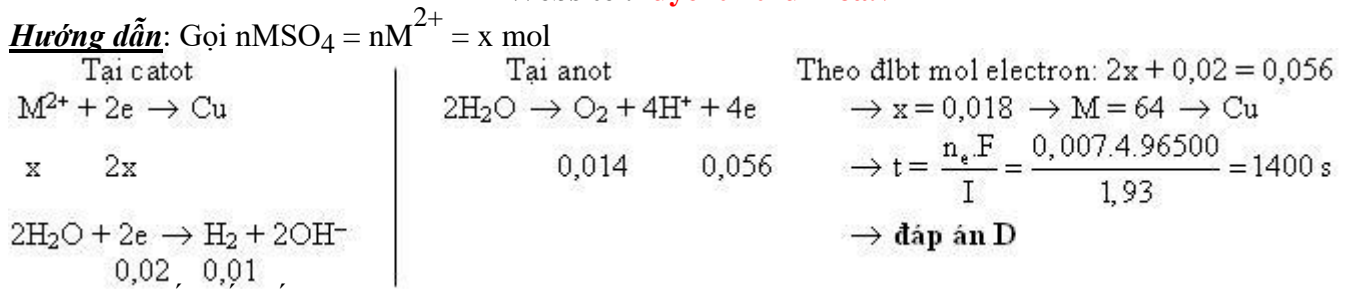 Hướng dẫn: Gọi nMSO4 = nM2+ = x mol
Tại catot
M2+ + 2e → Cu
x 2x
2H2O + 2e → H2 + 2OH−
0,02 0,01
Tại anot
2H2O → O2 + 4H+ + 4e
0,014 0,056
Theo đlbt mol electron: 2x + 0,02 = 0,056
→ x = 0,018 → M = 64 → Cu
→ t = ne.F / I = 0,007.4.96500 / 1,93 = 1400 s
→ đáp án D